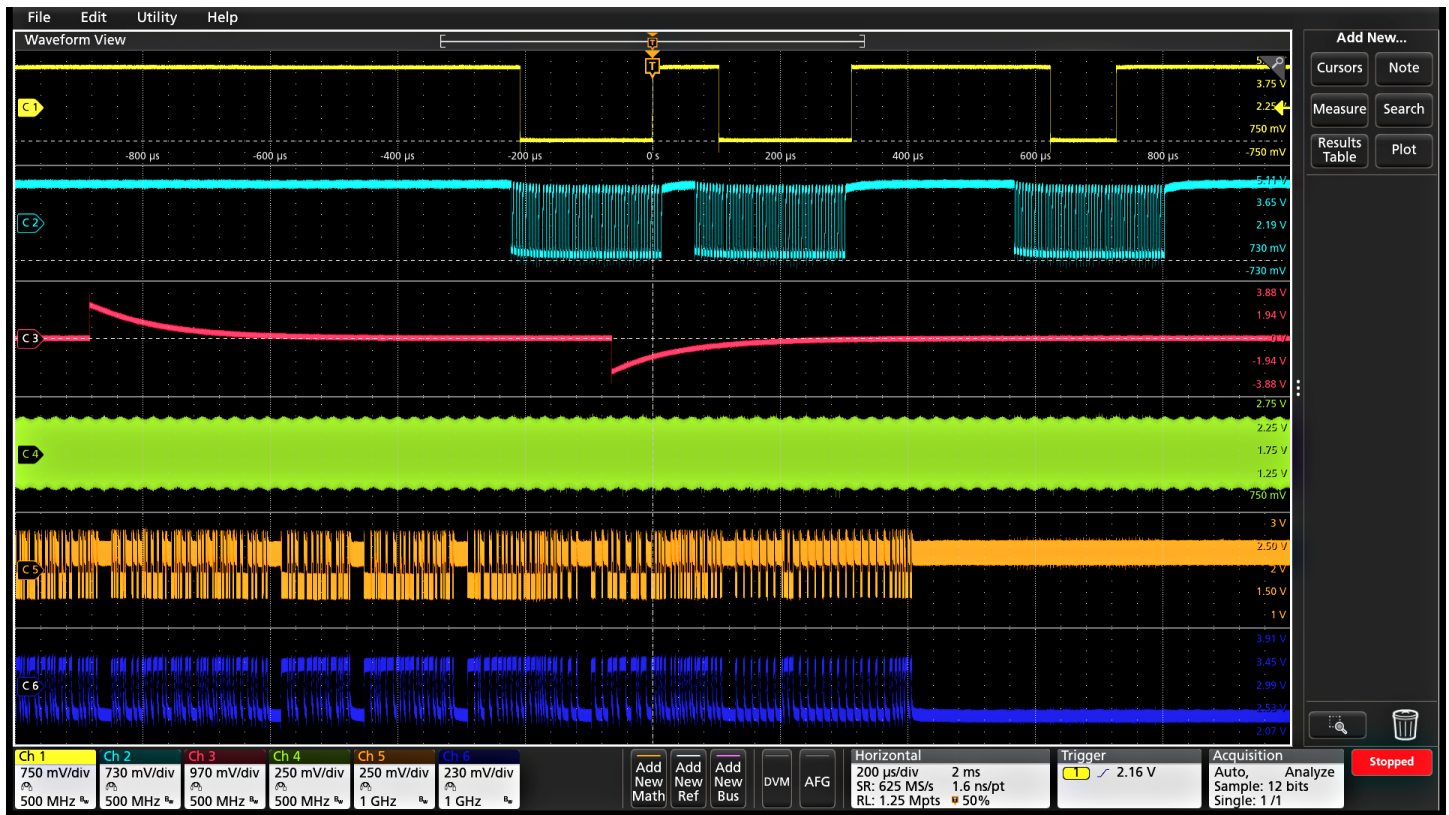 File Edit Utility Help
Waveform View
Add New...
Cursors Note
Measure Search
Results Table Plot
T
T
C 1
3.75 V
2.25
750 mV
-750 mV
-800 µs -600 µs -400 µs -200 µs 0 s 200 µs 400 µs 600 µs 800 µs
C 2
5.11 V
3.65 V
2.19 V
730 mV
-730 mV
C 3
3.88 V
1.94 V
0 V
-1.94 V
-3.88 V
C 4
2.75 V
2.25 V
1.75 V
1.25 V
750 mV
C 5
3 V
2.50 V
2 V
1.50 V
1 V
C 6
3.91 V
3.45 V
2.99 V
2.53 V
2.07 V
Ch 1
750 mV/div
500 MHz Bw
Ch 2
730 mV/div
500 MHz Bw
Ch 3
970 mV/div
500 MHz Bw
Ch 4
250 mV/div
500 MHz Bw
Ch 5
250 mV/div
1 GHz Bw
Ch 6
230 mV/div
1 GHz Bw
Add New Math
Add New Ref
Add New Bus
DVM
AFG
Horizontal
200 µs/div 2 ms
SR: 625 MS/s 1.6 ns/pt
RL: 1.25 Mpts T 50%
Trigger
1 2.16 V
Acquisition
Auto, Analyze
Sample: 12 bits
Single: 1 /1
Stopped